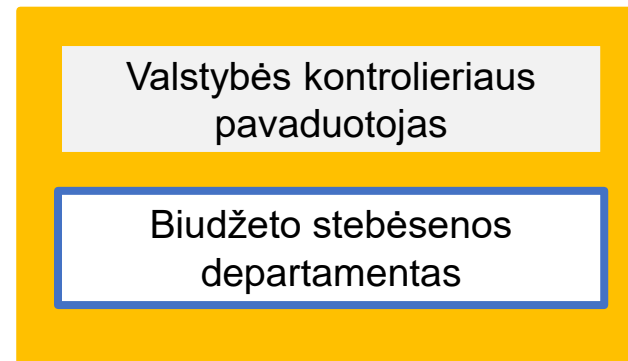 Valstybės kontrolieriaus
pavaduotojas
Biudžeto stebėsenos
departamentas